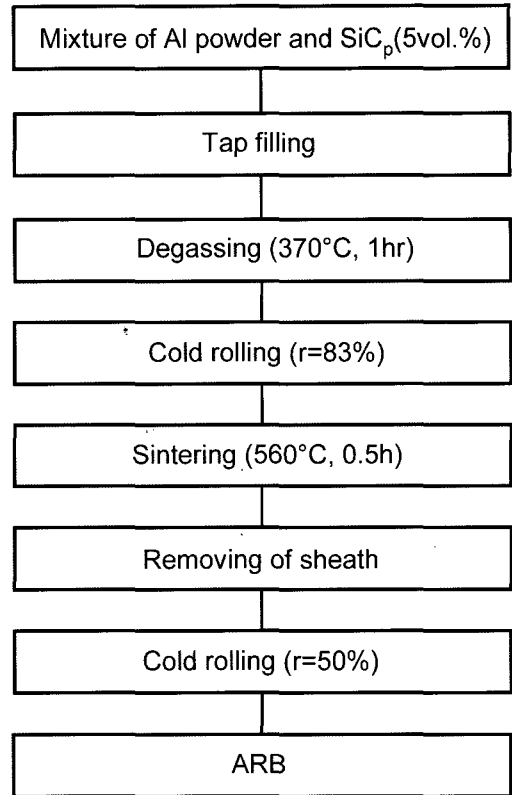 Mixture of Al powder and SiCp(5vol.%)
Tap filling
Degassing (370°C, 1hr)
Cold rolling (r=83%)
Sintering (560°C, 0.5h)
Removing of sheath
Cold rolling (r=50%)
ARB